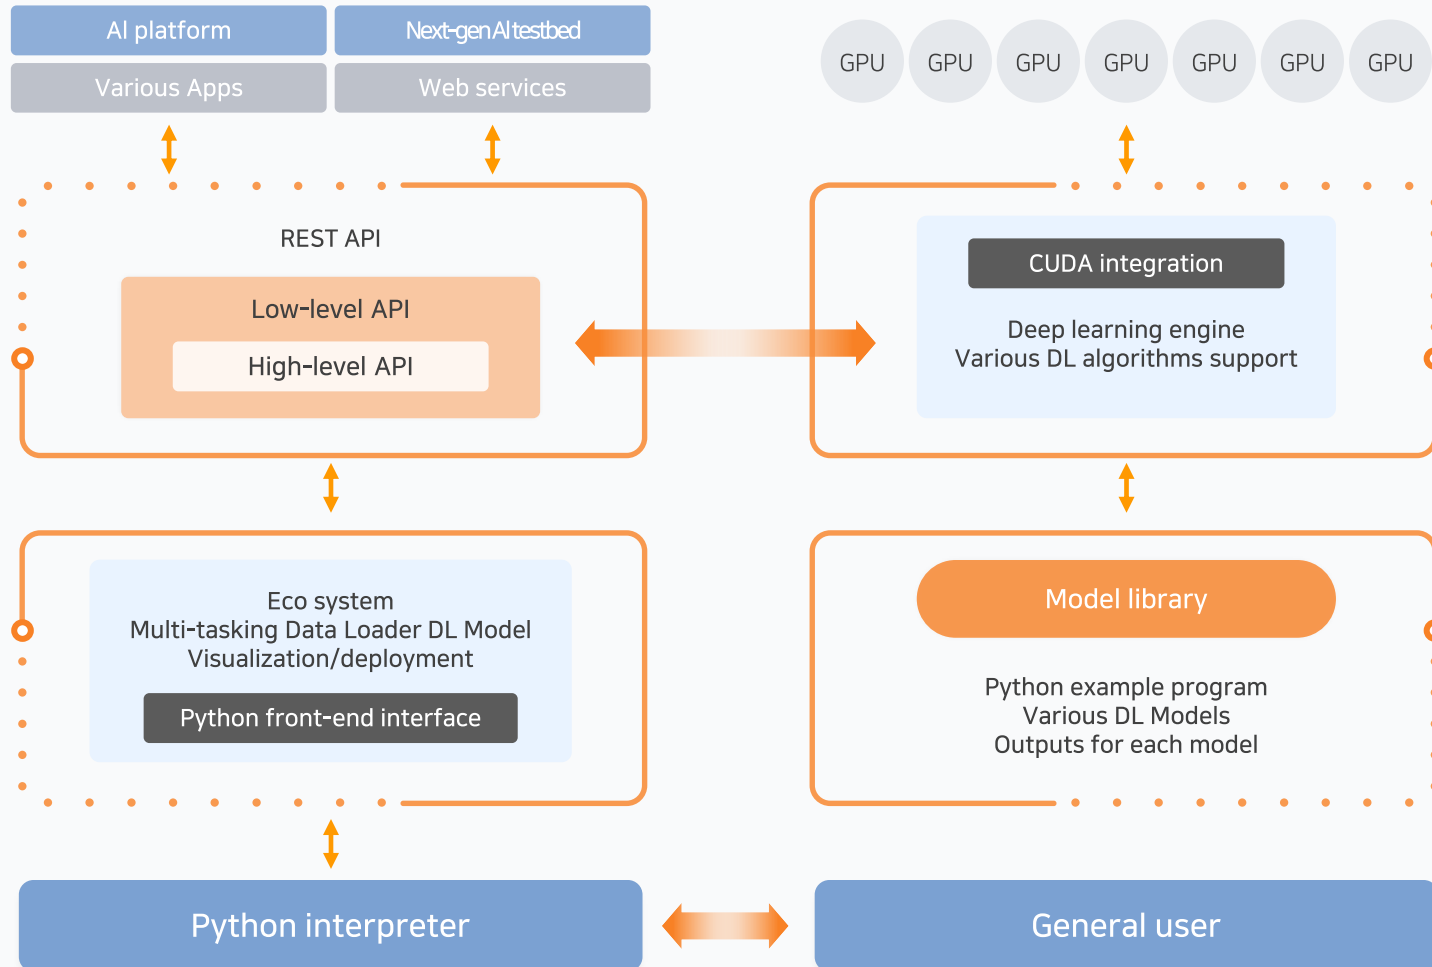 AI platform
Next-gen AI testbed
Various Apps
Web services
GPU
GPU
GPU
GPU
GPU
GPU
GPU
REST API
Low-level API
High-level API
CUDA integration
Deep learning engine
Various DL algorithms support
Eco system
Multi-tasking Data Loader DL Model
Visualization/deployment
Python front-end interface
Model library
Python example program
Various DL Models
Outputs for each model
Python interpreter
General user